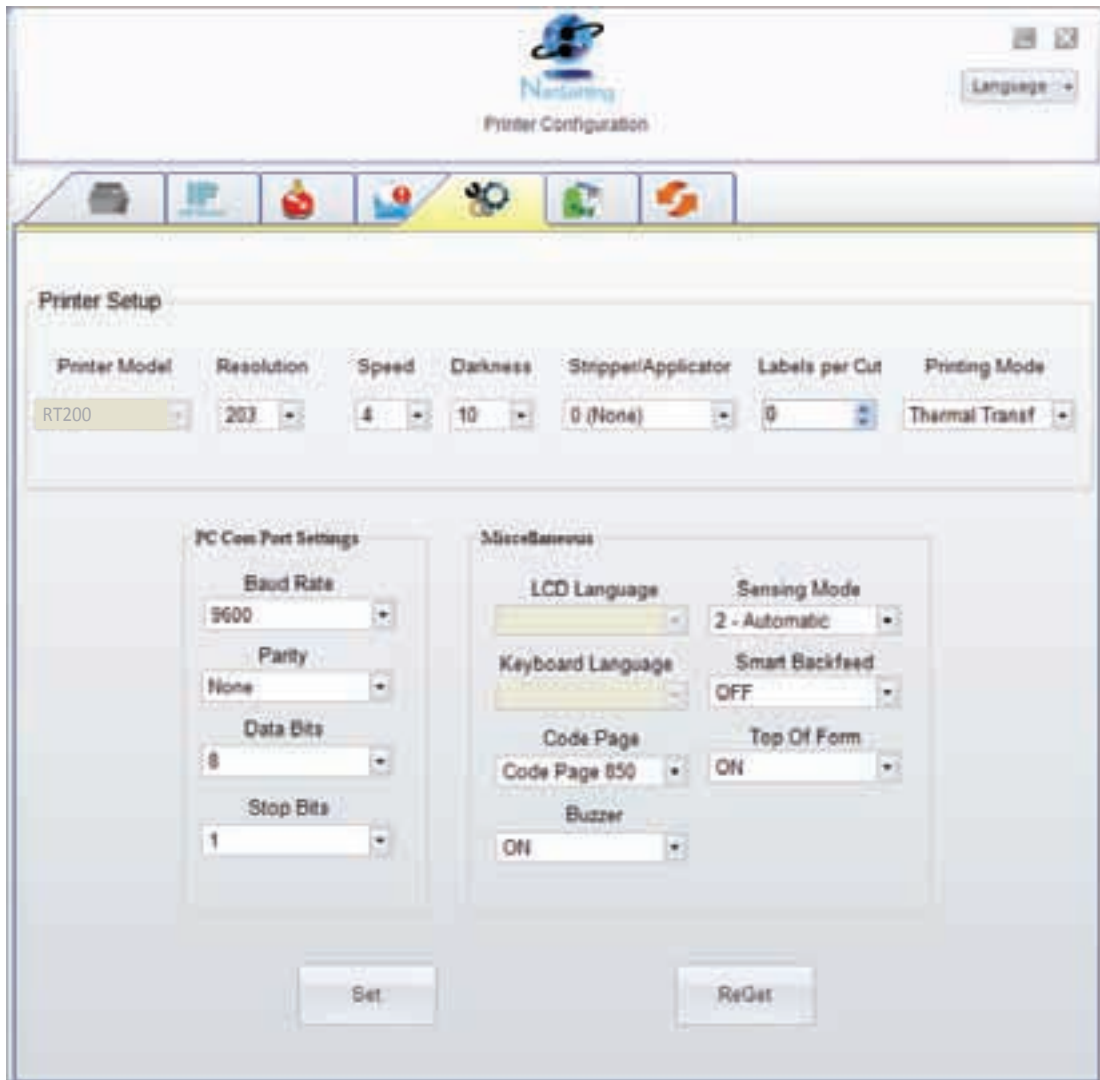 Printer Configuration
Language
IP
Printer Setup
Printer Model Resolution Speed Darkness Stripper/Applicator Labels per Cut Printing Mode
RT200 203 4 10 0 (None) 0 Thermal Transf
PC Com Port Settings
Baud Rate
9600
Parity
None
Data Bits
8
Stop Bits
1
Miscellaneous
LCD Language Sensing Mode
2 - Automatic
Keyboard Language Smart Backfeed
OFF
Code Page Top Of Form
Code Page 850 ON
Buzzer
ON
Set ReGet